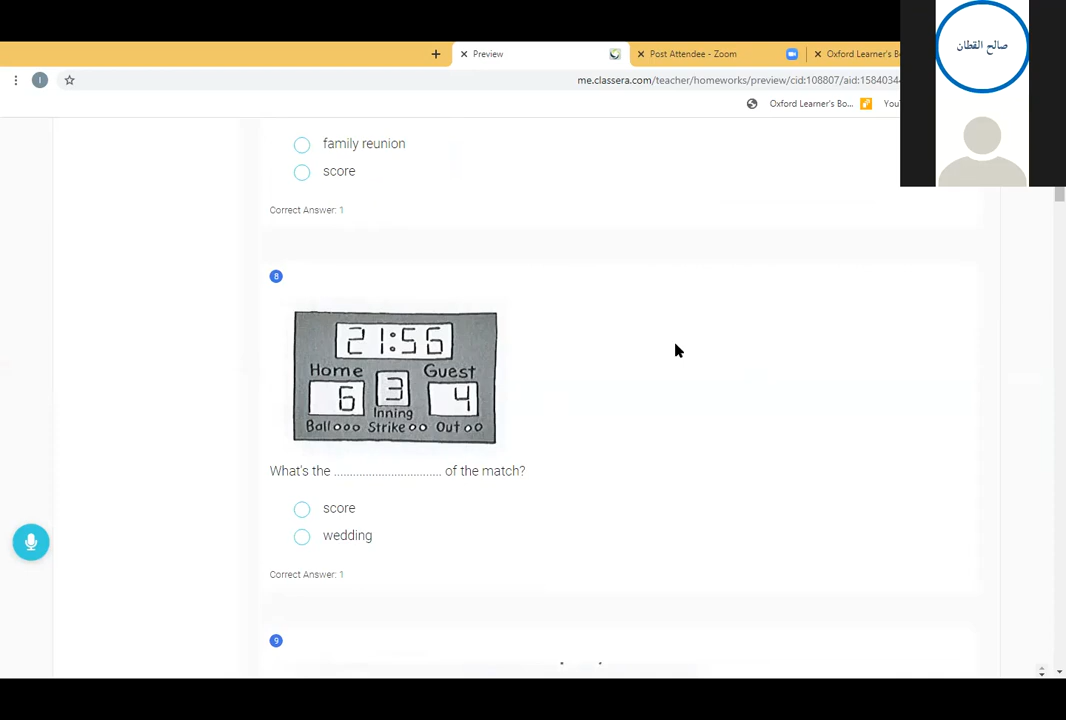 Preview
Post Attendee - Zoom
Oxford Learner's Bo
me.classera.com/teacher/homeworks/preview/cid:108807/aid:1584034
Oxford Learner's Bo...
صالح القطان
family reunion
score
Correct Answer: 1
8
21:56
Home
Guest
6
3
4
Inning
Ball
Strike
Out
What's the .................................. of the match?
score
wedding
Correct Answer: 1
9